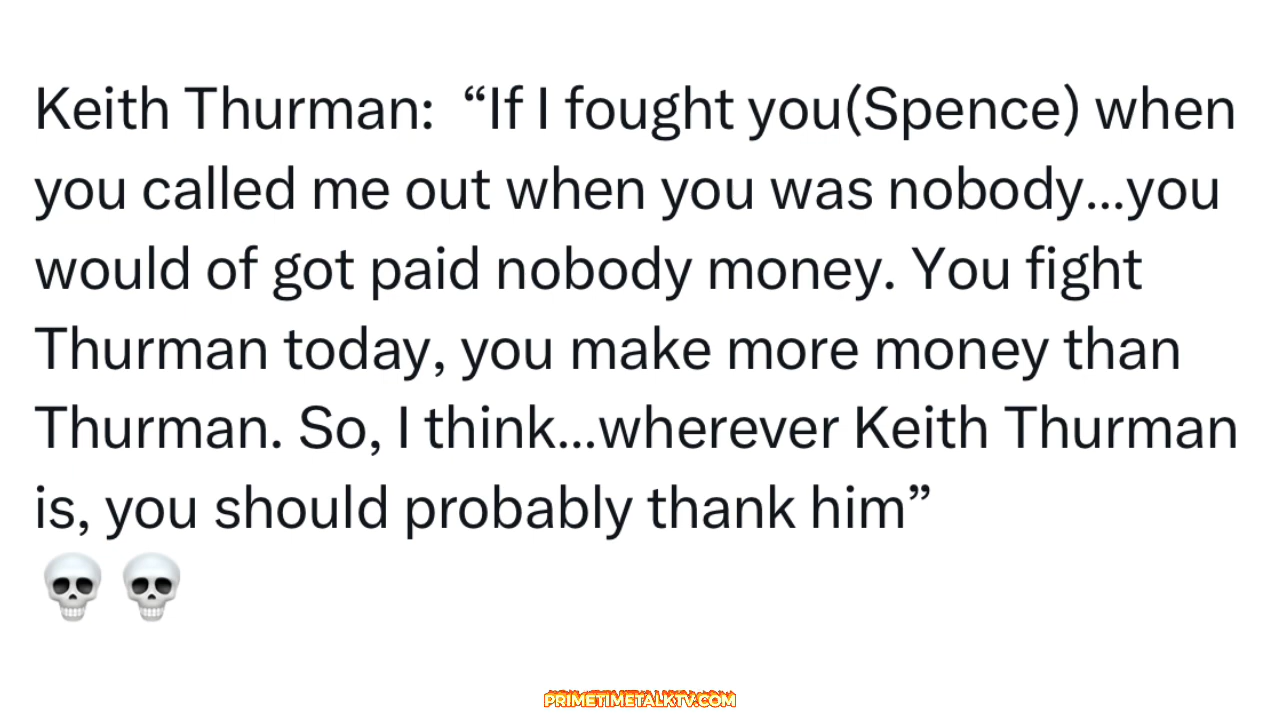 Keith Thurman:  “If I fought you(Spence) when
you called me out when you was nobody...you
would of got paid nobody money. You fight
Thurman today, you make more money than
Thurman. So, I think...wherever Keith Thurman
is, you should probably thank him”
💀 💀
PRIMETIMETALKTV.COM